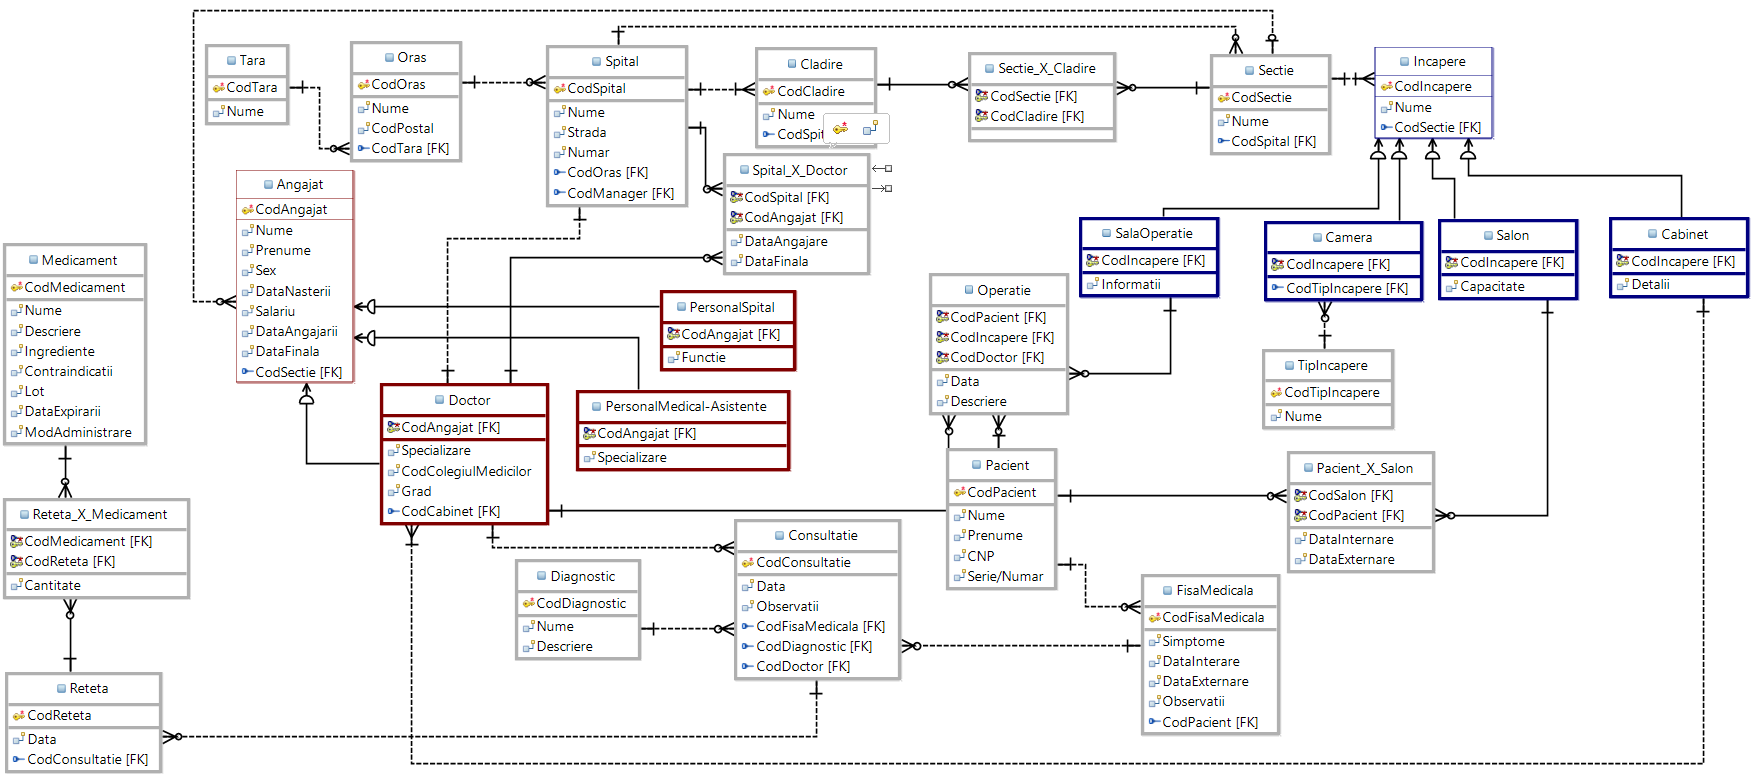 Tara
CodTara
Nume
Oras
CodOras
Nume
CodPostal
CodTara [FK]
Spital
CodSpital
Nume
Strada
Numar
CodOras [FK]
CodManager [FK]
Cladire
CodCladire
Nume
Sectie_X_Cladire
CodSectie [FK]
CodCladire [FK]
Sectie
CodSectie
Nume
CodSpital [FK]
Incapere
CodIncapere
Nume
CodSectie [FK]
Spital_X_Doctor
CodSpital [FK]
CodAngajat [FK]
DataAngajare
DataFinala
Angajat
CodAngajat
Nume
Prenume
Sex
DataNasterii
Salariu
DataAngajarii
DataFinala
CodSectie [FK]
Medicament
CodMedicament
Nume
Descriere
Ingrediente
Contraindicatii
Lot
DataExpirarii
ModAdministrare
PersonalSpital
CodAngajat [FK]
Functie
Operatie
CodPacient [FK]
CodIncapere [FK]
CodDoctor [FK]
Data
Descriere
SalaOperatie
CodIncapere [FK]
Informatii
Camera
CodIncapere [FK]
CodTipIncapere [FK]
Salon
CodIncapere [FK]
Capacitate
Cabinet
CodIncapere [FK]
Detalii
TipIncapere
CodTipIncapere
Nume
Doctor
CodAngajat [FK]
Specializare
CodColegiulMedicilor
Grad
CodCabinet [FK]
PersonalMedical-Asistente
CodAngajat [FK]
Specializare
Pacient
CodPacient
Nume
Prenume
CNP
Serie/Numar
Pacient_X_Salon
CodSalon [FK]
CodPacient [FK]
DataInternare
DataExternare
Reteta_X_Medicament
CodMedicament [FK]
CodReteta [FK]
Cantitate
Diagnostic
CodDiagnostic
Nume
Descriere
Consultatie
CodConsultatie
Data
Observatii
CodFisaMedicala [FK]
CodDiagnostic [FK]
CodDoctor [FK]
FisaMedicala
CodFisaMedicala
Simptome
DataInterare
DataExternare
Observatii
CodPacient [FK]
Reteta
CodReteta
Data
CodConsultatie [FK]